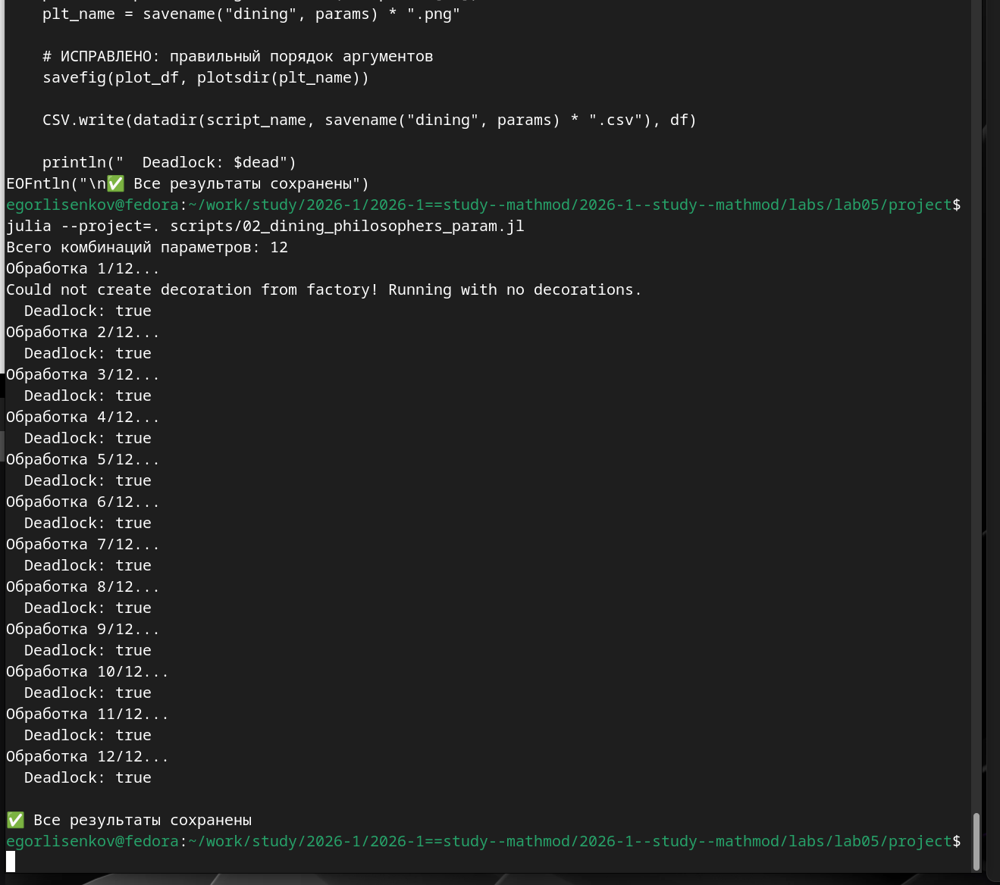 plt_name = savename("dining", params) * ".png"
    # ИСПРАВЛЕНО: правильный порядок аргументов
    savefig(plot_df, plotsdir(plt_name))
    CSV.write(datadir(script_name, savename("dining", params) * ".csv"), df)
    println("  Deadlock: $dead")
EOFntln("\n✅ Все результаты сохранены")
egorlisenkov@fedora:~/work/study/2026-1/2026-1==study--mathmod/2026-1--study--mathmod/labs/lab05/project$
julia --project=. scripts/02_dining_philosophers_param.jl
Всего комбинаций параметров: 12
Обработка 1/12...
Could not create decoration from factory! Running with no decorations.
  Deadlock: true
Обработка 2/12...
  Deadlock: true
Обработка 3/12...
  Deadlock: true
Обработка 4/12...
  Deadlock: true
Обработка 5/12...
  Deadlock: true
Обработка 6/12...
  Deadlock: true
Обработка 7/12...
  Deadlock: true
Обработка 8/12...
  Deadlock: true
Обработка 9/12...
  Deadlock: true
Обработка 10/12...
  Deadlock: true
Обработка 11/12...
  Deadlock: true
Обработка 12/12...
  Deadlock: true
✅ Все результаты сохранены
egorlisenkov@fedora:~/work/study/2026-1/2026-1==study--mathmod/2026-1--study--mathmod/labs/lab05/project$